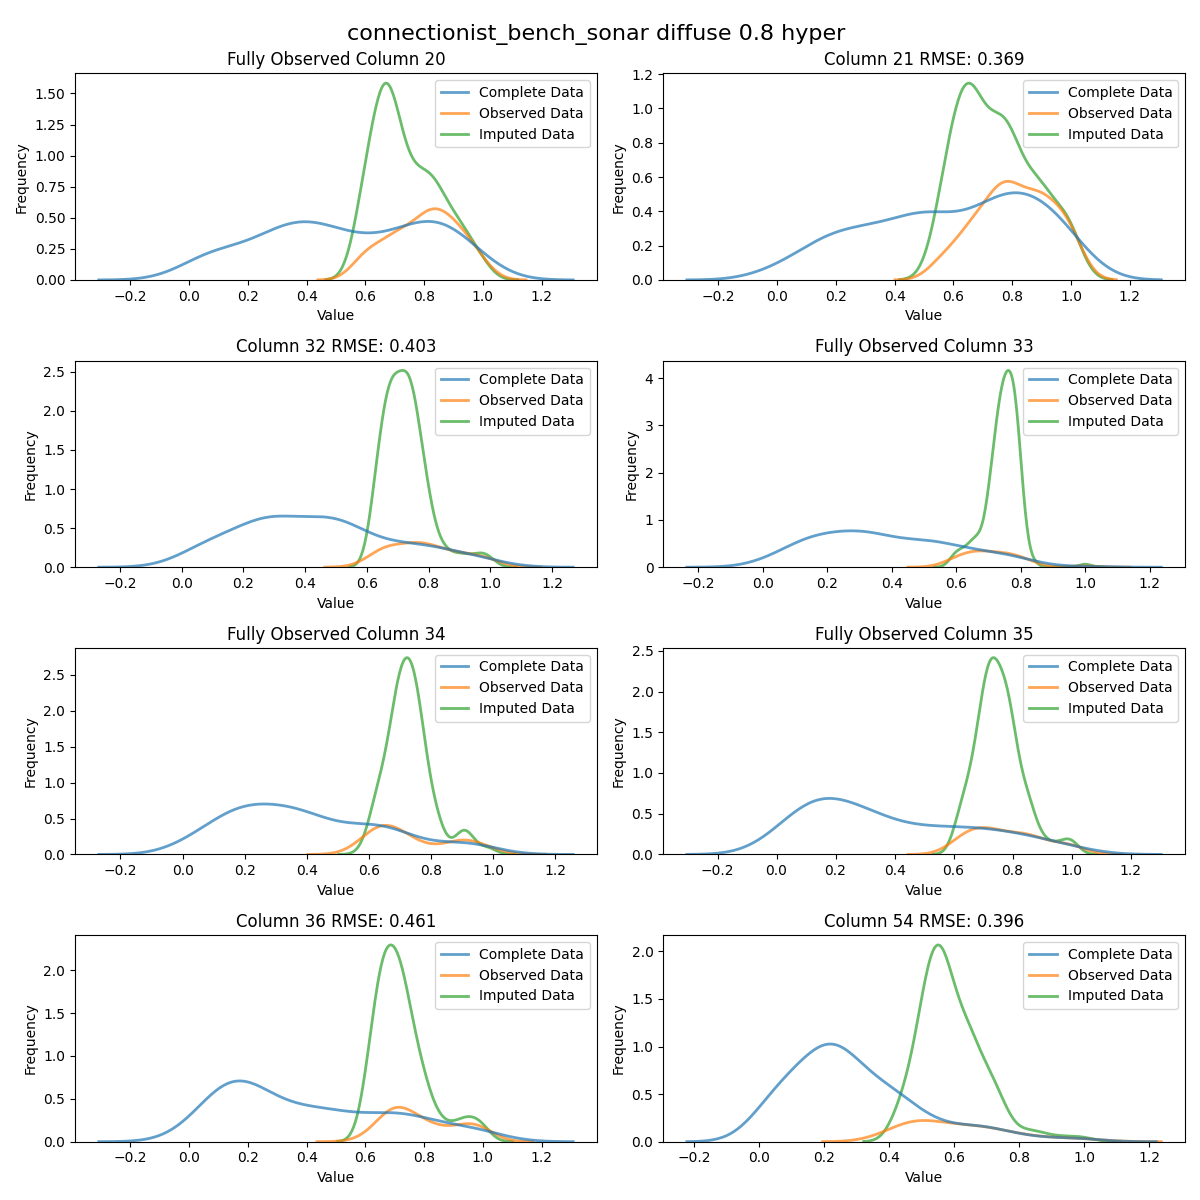 connectionist_bench_sonar diffuse 0.8 hyper
Fully Observed Column 20
Frequency
1.50
1.25
1.00
0.75
0.50
0.25
0.00
Complete Data
Observed Data
Imputed Data
−0.2 0.0 0.2 0.4 0.6 0.8 1.0 1.2
Value
Column 21 RMSE: 0.369
Frequency
1.2
1.0
0.8
0.6
0.4
0.2
0.0
Complete Data
Observed Data
Imputed Data
−0.2 0.0 0.2 0.4 0.6 0.8 1.0 1.2
Value
Column 32 RMSE: 0.403
Frequency
2.5
2.0
1.5
1.0
0.5
0.0
Complete Data
Observed Data
Imputed Data
−0.2 0.0 0.2 0.4 0.6 0.8 1.0 1.2
Value
Fully Observed Column 33
Frequency
4
3
2
1
0
Complete Data
Observed Data
Imputed Data
−0.2 0.0 0.2 0.4 0.6 0.8 1.0 1.2
Value
Fully Observed Column 34
Frequency
2.5
2.0
1.5
1.0
0.5
0.0
Complete Data
Observed Data
Imputed Data
−0.2 0.0 0.2 0.4 0.6 0.8 1.0 1.2
Value
Fully Observed Column 35
Frequency
2.5
2.0
1.5
1.0
0.5
0.0
Complete Data
Observed Data
Imputed Data
−0.2 0.0 0.2 0.4 0.6 0.8 1.0 1.2
Value
Column 36 RMSE: 0.461
Frequency
2.0
1.5
1.0
0.5
0.0
Complete Data
Observed Data
Imputed Data
−0.2 0.0 0.2 0.4 0.6 0.8 1.0 1.2
Value
Column 54 RMSE: 0.396
Frequency
2.0
1.5
1.0
0.5
0.0
Complete Data
Observed Data
Imputed Data
−0.2 0.0 0.2 0.4 0.6 0.8 1.0 1.2
Value